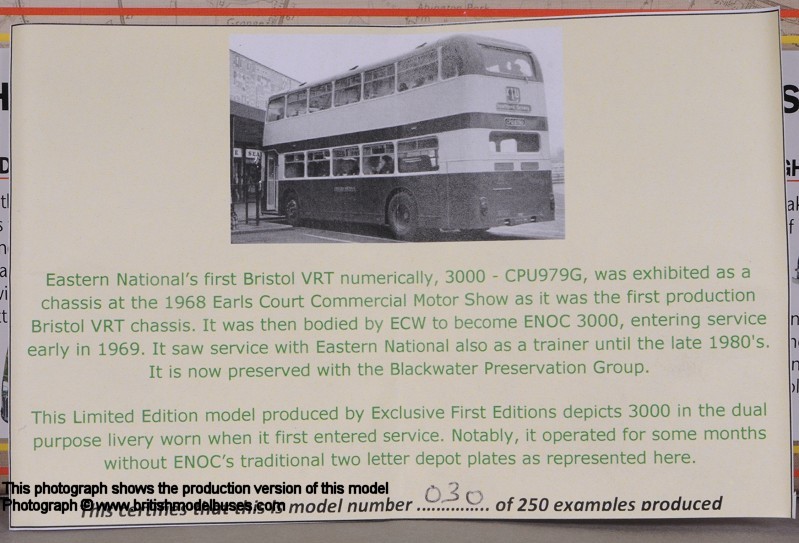 Eastern National's first Bristol VRT numerically, 3000 - CPU979G, was exhibited as a
chassis at the 1968 Earls Court Commercial Motor Show as it was the first production
Bristol VRT chassis. It was then bodied by ECW to become ENOC 3000, entering service
early in 1969. It saw service with Eastern National also as a trainer until the late 1980's.
It is now preserved with the Blackwater Preservation Group.
This Limited Edition model produced by Exclusive First Editions depicts 3000 in the dual
purpose livery worn when it first entered service. Notably, it operated for some months
without ENOC's traditional two letter depot plates as represented here.
This photograph shows the production version of this model
Photograph © www.britishmodelbuses.com
This certifies that this is model number ....030.... of 250 examples produced